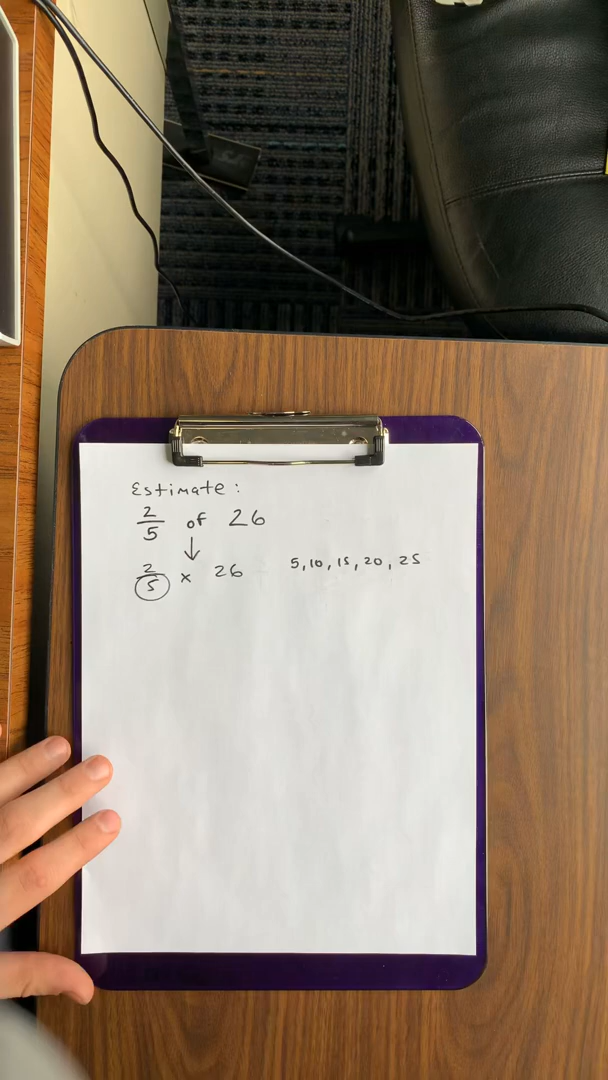 Estimate:
2/5 of 26
↓
2/5 x 26 5, 10, 15, 20, 25